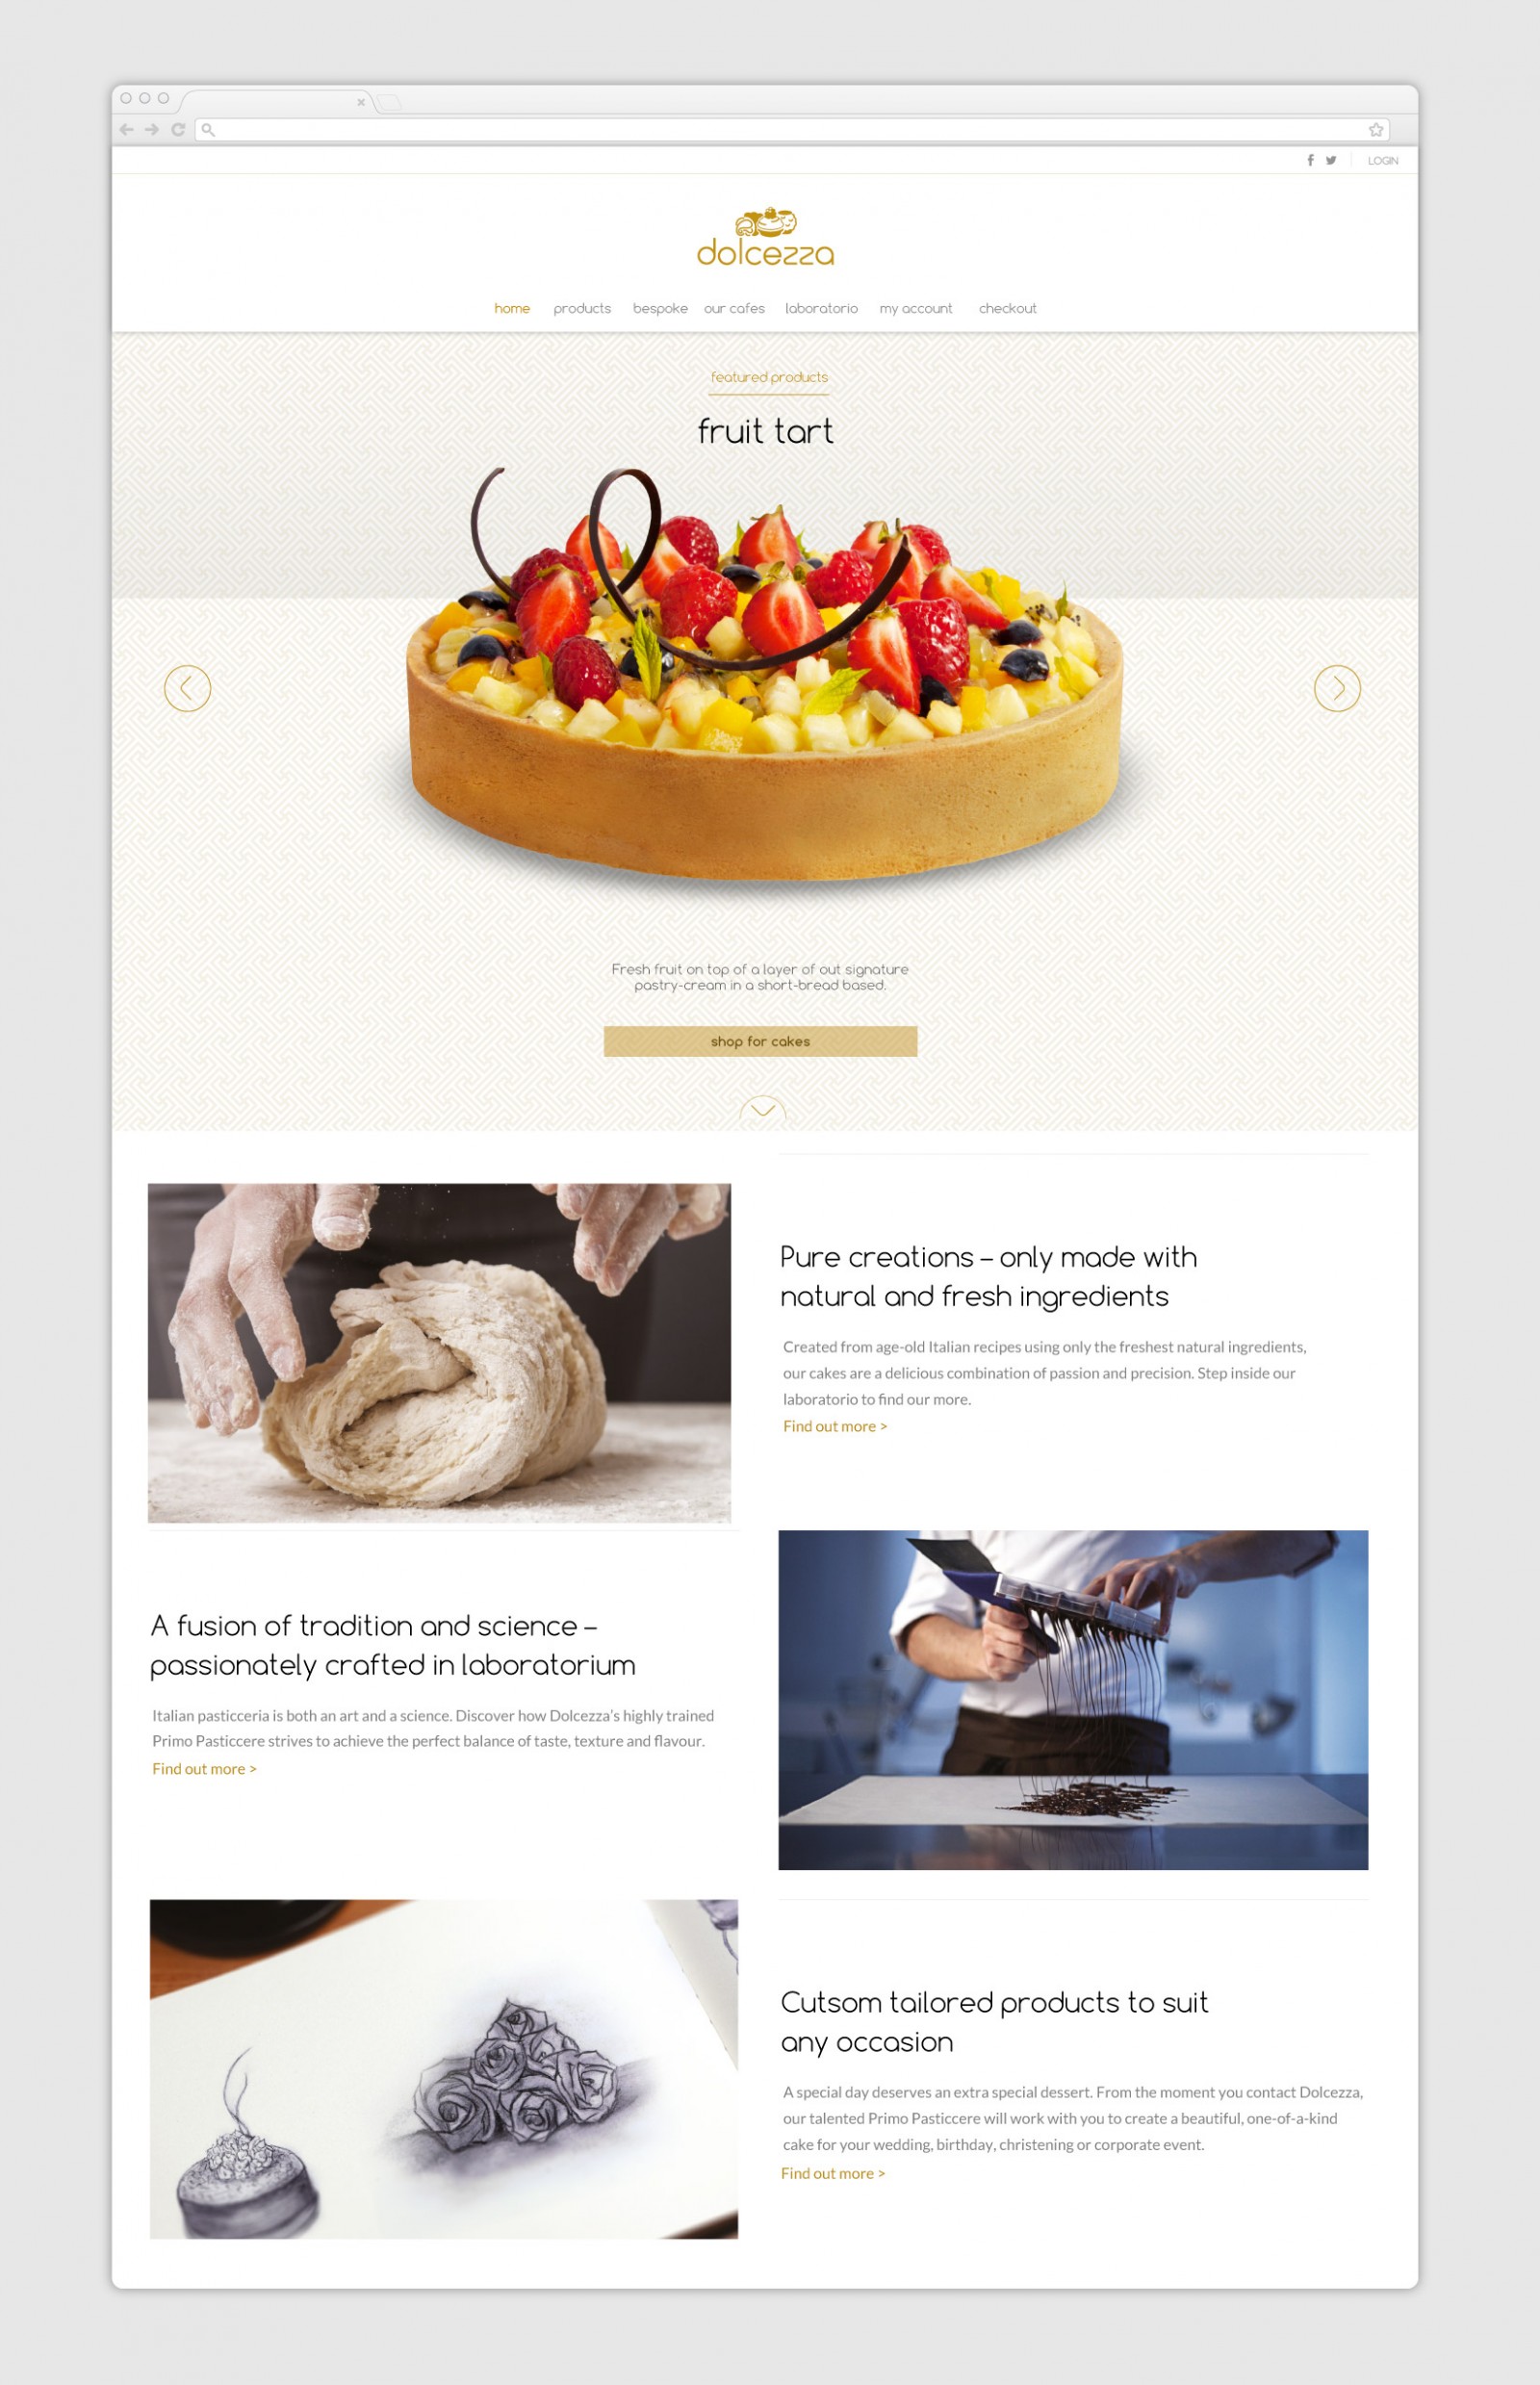 LOGIN
dolcezza
home products bespoke our cafes laboratorio my account checkout
featured products
fruit tart
Fresh fruit on top of a layer of out signature
pastry-cream in a short-bread based.
shop for cakes
Pure creations – only made with
natural and fresh ingredients
Created from age-old Italian recipes using only the freshest natural ingredients,
our cakes are a delicious combination of passion and precision. Step inside our
laboratorio to find our more.
Find out more >
A fusion of tradition and science –
passionately crafted in laboratorium
Italian pasticceria is both an art and a science. Discover how Dolcezza's highly trained
Primo Pasticcere strives to achieve the perfect balance of taste, texture and flavour.
Find out more >
Cutsom tailored products to suit
any occasion
A special day deserves an extra special dessert. From the moment you contact Dolcezza,
our talented Primo Pasticcere will work with you to create a beautiful, one-of-a-kind
cake for your wedding, birthday, christening or corporate event.
Find out more >